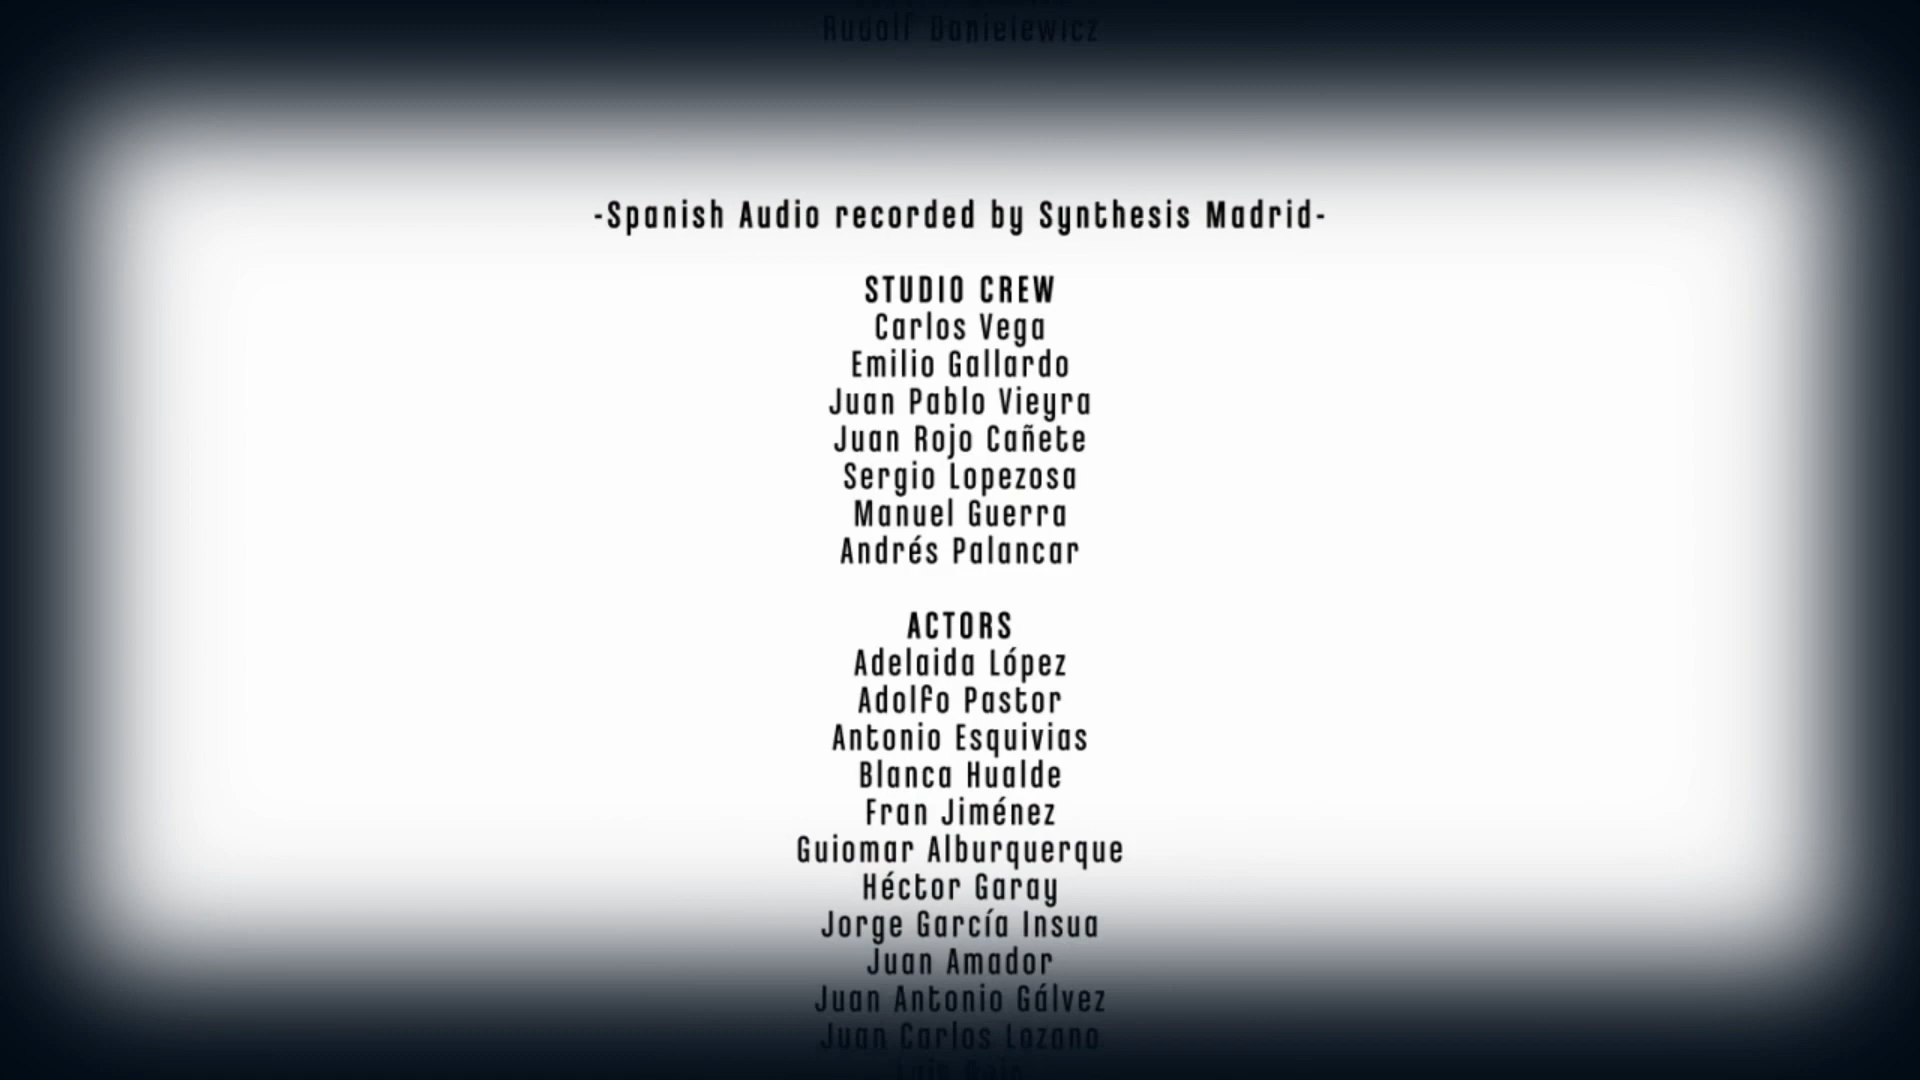 Rudolf Danielewicz
-Spanish Audio recorded by Synthesis Madrid-
STUDIO CREW
Carlos Vega
Emilio Gallardo
Juan Pablo Vieyra
Juan Rojo Cañete
Sergio Lopezosa
Manuel Guerra
Andrés Palancar
ACTORS
Adelaida López
Adolfo Pastor
Antonio Esquivias
Blanca Hualde
Fran Jiménez
Guiomar Alburquerque
Héctor Garay
Jorge García Insua
Juan Amador
Juan Antonio Gálvez
Juan Carlos Lozano